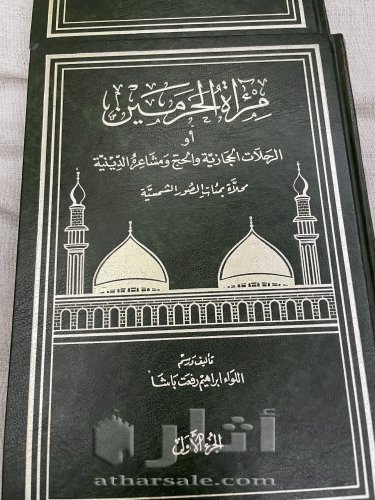 مرآة الحرمين
أو
الرحلات الحجازية والحج ومشاعره الدينية
محلاة بمئات الصور الشمسية
تأليف ورسم
اللواء ابراهيم رفعت باشا
أثار
الجزء الأول
atharsale.com